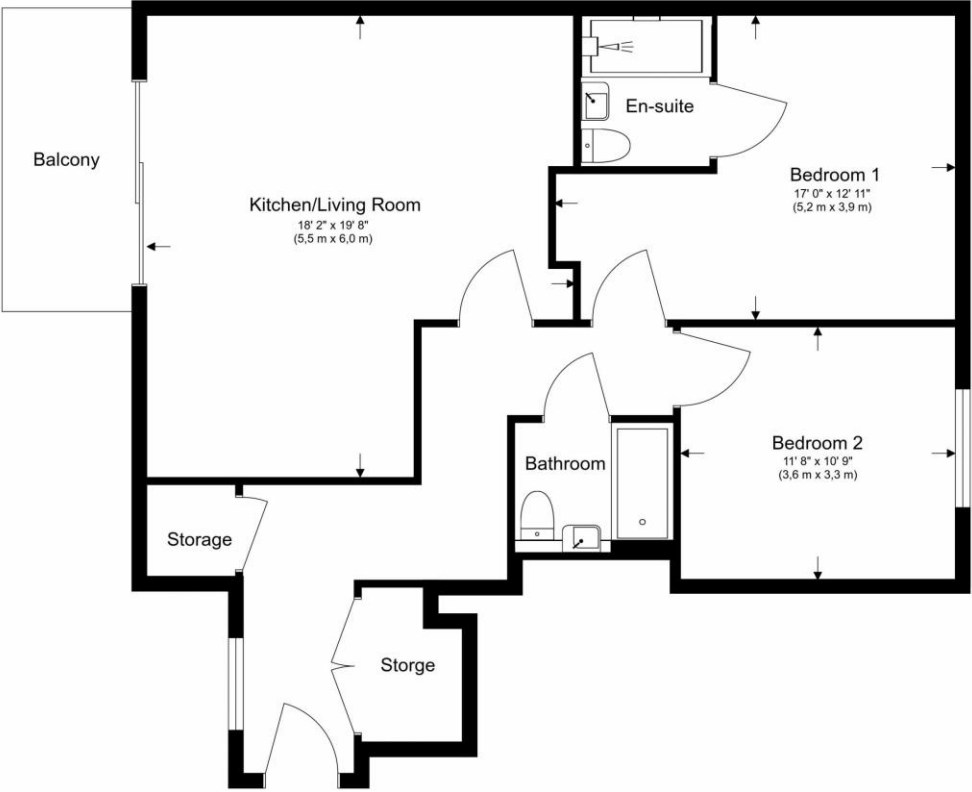 Balcony
Kitchen/Living Room
18' 2" x 19' 8"
(5,5 m x 6,0 m)
En-suite
Bedroom 1
17' 0" x 12' 11"
(5,2 m x 3,9 m)
Bedroom 2
11' 8" x 10' 9"
(3,6 m x 3,3 m)
Bathroom
Storage
Storge